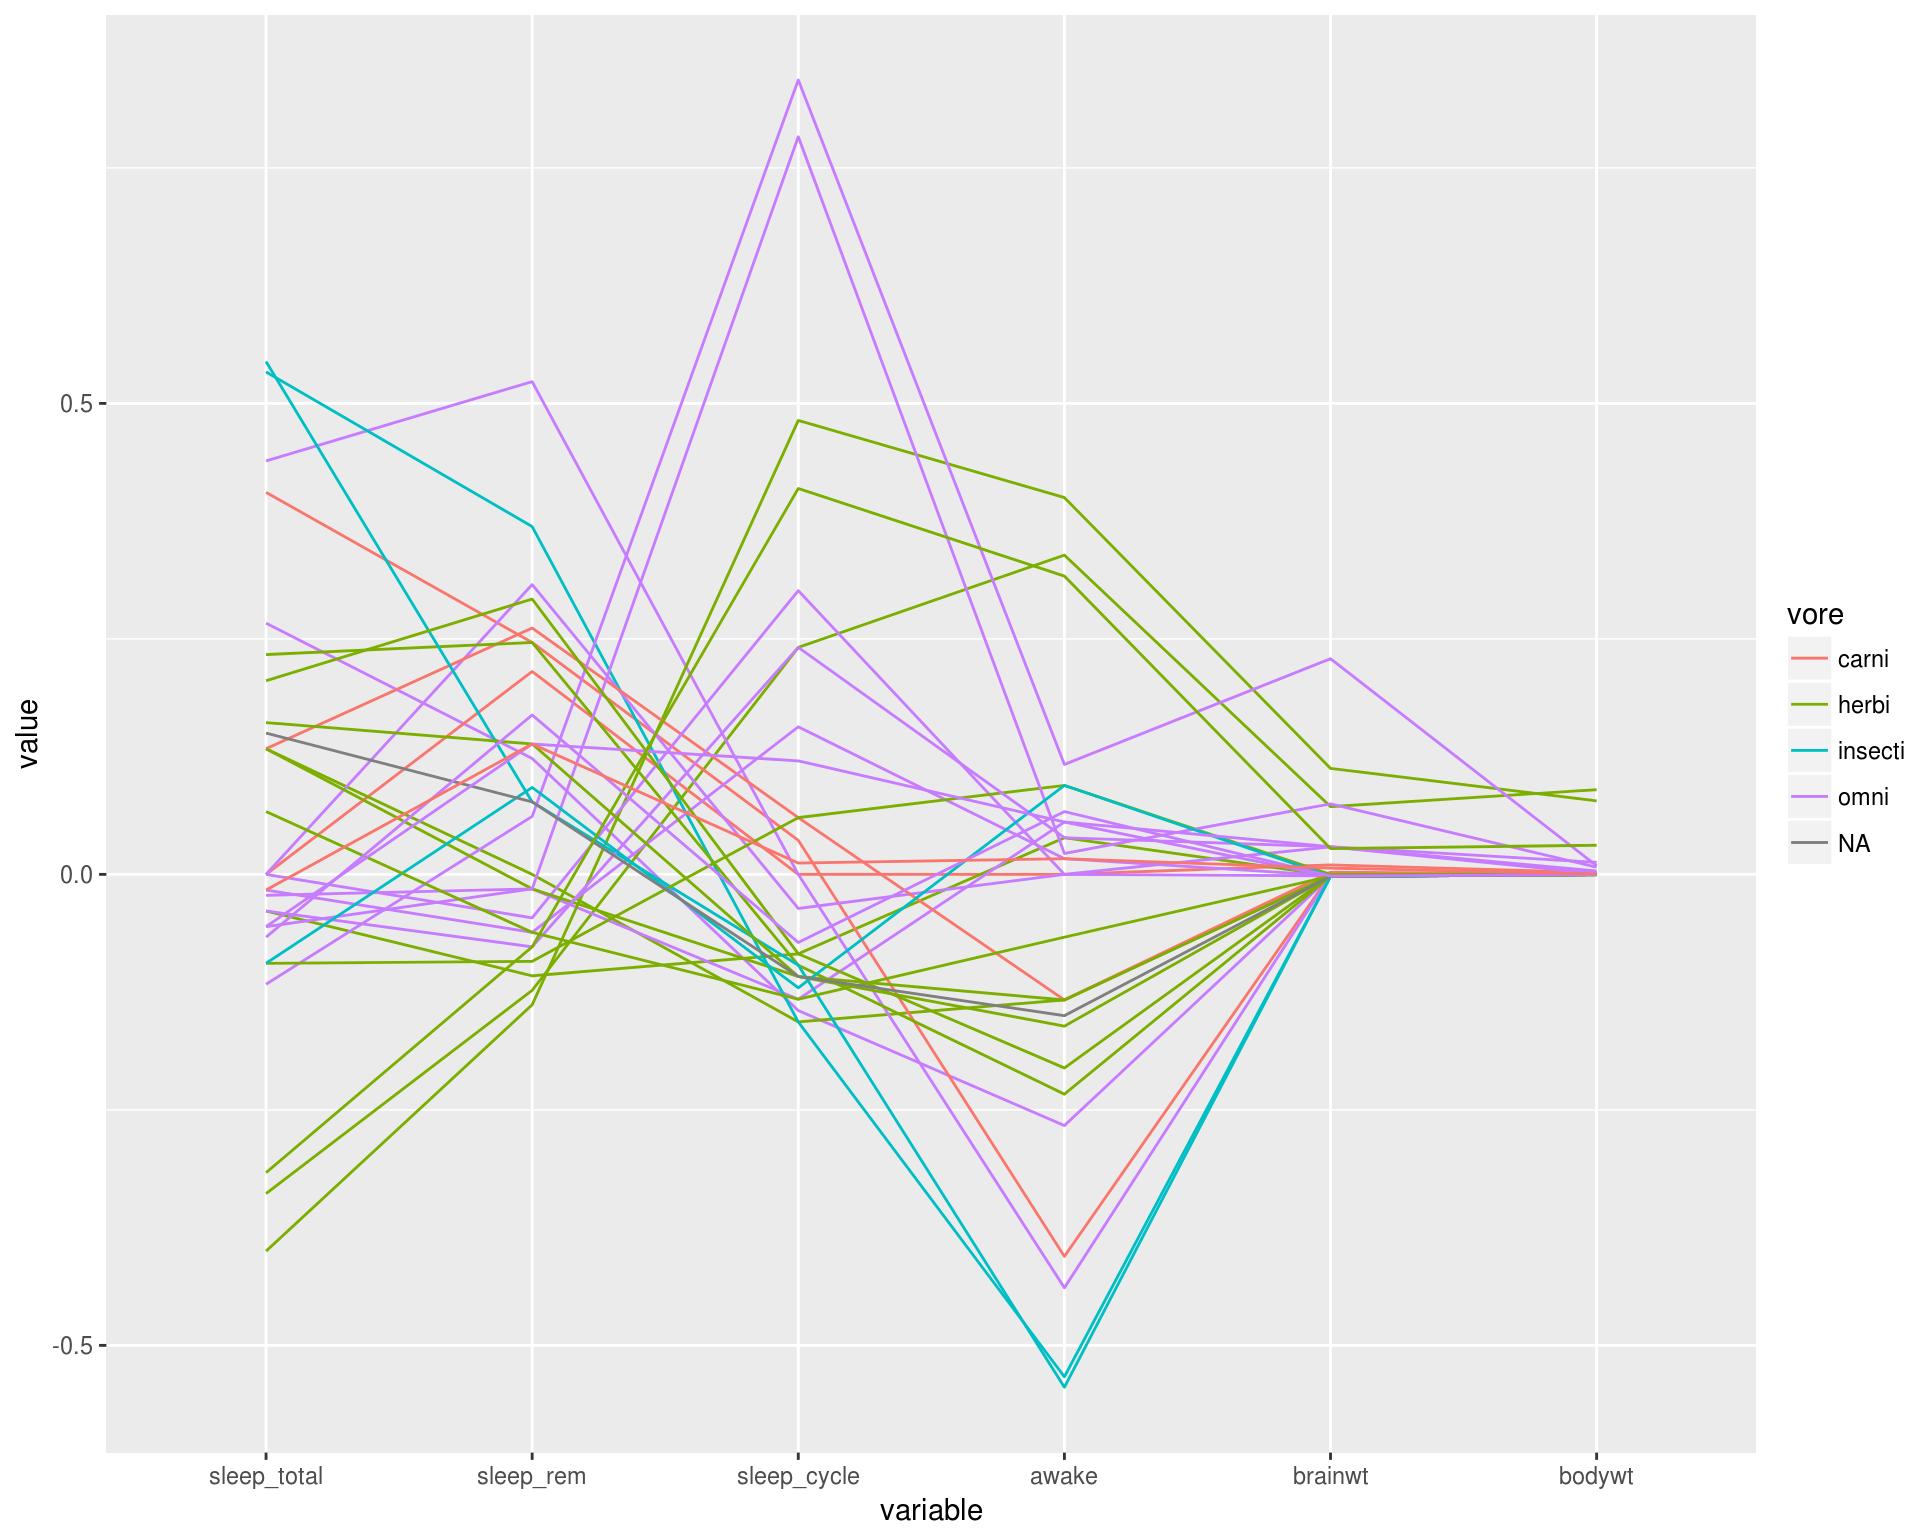 value
0.5
0.0
-0.5
sleep_total
sleep_rem
sleep_cycle
awake
brainwt
bodywt
variable
vore
carni
herbi
insecti
omni
NA